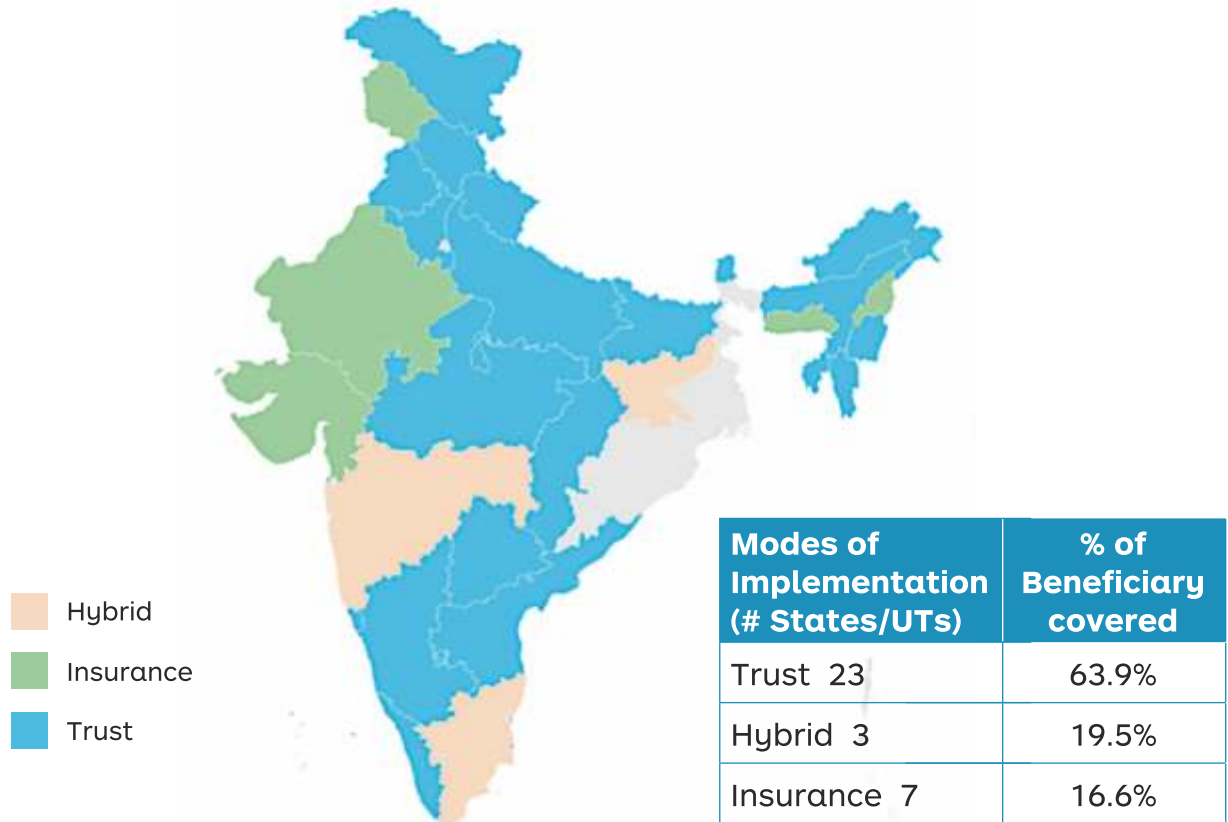 Hybrid
Insurance
Trust
Modes of
Implementation
(# States/UTs)
% of
Beneficiary
covered
Trust 23
63.9%
Hybrid 3
19.5%
Insurance 7
16.6%